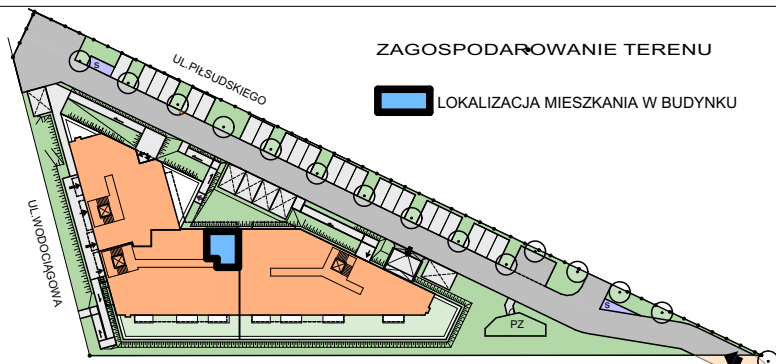 ZAGOSPODAROWANIE TERENU
LOKALIZACJA MIESZKANIA W BUDYNKU
UL.PIŁSUDSKIEGO
S
UL.WODOCIĄGOWA
S
PZ